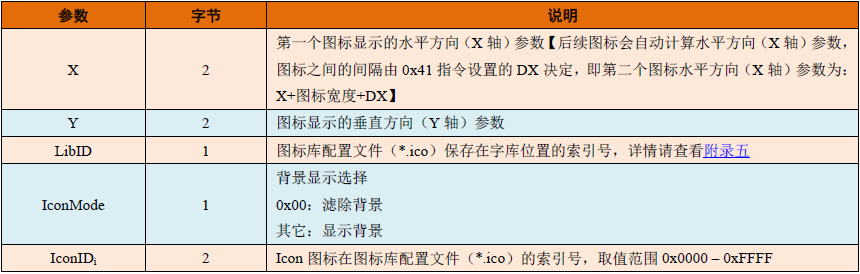 参数 字节 说明
X 2 第一个图标显示的水平方向（X 轴）参数【后续图标会自动计算水平方向（X 轴）参数，
图标之间的间隔由 0x41 指令设置的 DX 决定，即第二个图标水平方向（X 轴）参数为：
X+图标宽度+DX】
Y 2 图标显示的垂直方向（Y 轴）参数
LibID 1 图标库配置文件（*.ico）保存在字库位置的索引号，详情请查看附录五
IconMode 1 背景显示选择
0x00：滤除背景
其它：显示背景
IconIDi 2 Icon 图标在图标库配置文件（*.ico）的索引号，取值范围 0x0000 – 0xFFFF